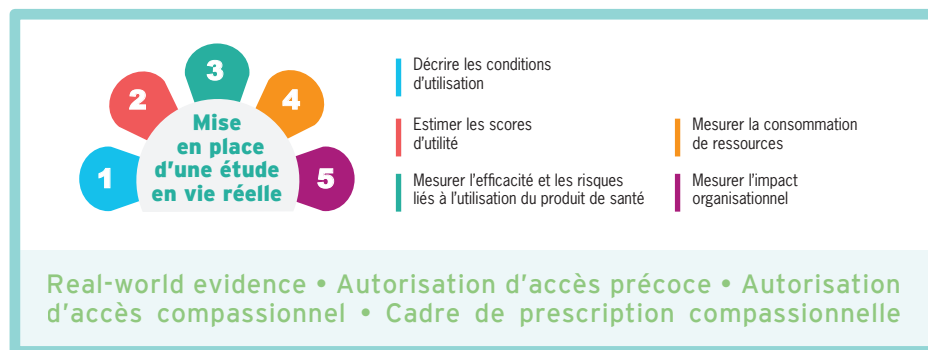 1
2
3
4
5
Mise
en place
d'une étude
en vie réelle
Décrire les conditions
d'utilisation
Estimer les scores
d'utilité
Mesurer l'efficacité et les risques
liés à l'utilisation du produit de santé
Mesurer la consommation
de ressources
Mesurer l'impact
organisationnel
Real-world evidence • Autorisation d'accès précoce • Autorisation
d'accès compassionnel • Cadre de prescription compassionnelle